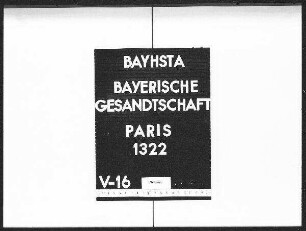 BAYHSTA
BAYERISCHE
GESANDTSCHAFT
PARIS
1322
V-16